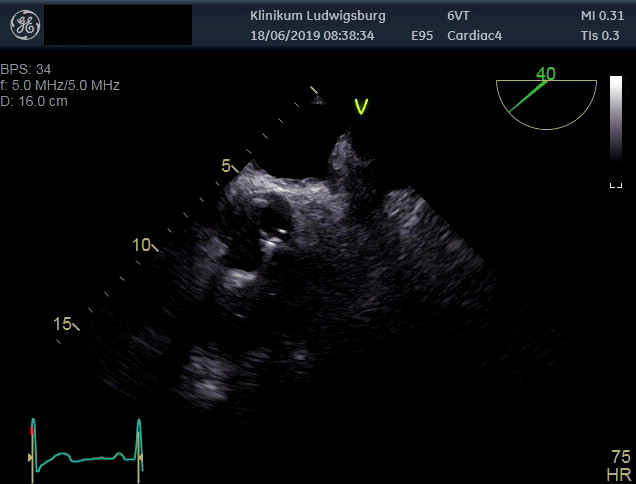 GE
Klinikum Ludwigsburg 6VT MI 0.31
18/06/2019 08:38:34 E95 Cardiac4 TIs 0.3
BPS: 34
f: 5.0 MHz/5.0 MHz
D: 16.0 cm
40
V
5
10
15
75
HR